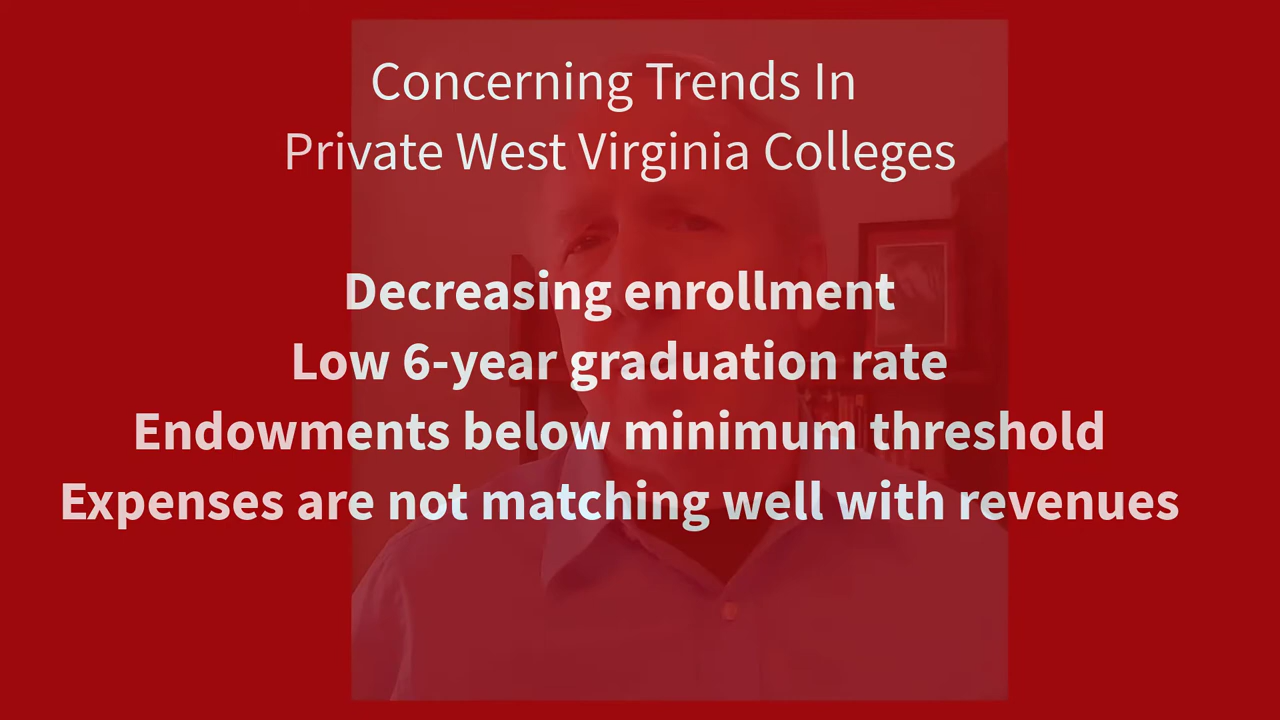 Concerning Trends In
Private West Virginia Colleges
Decreasing enrollment
Low 6-year graduation rate
Endowments below minimum threshold
Expenses are not matching well with revenues